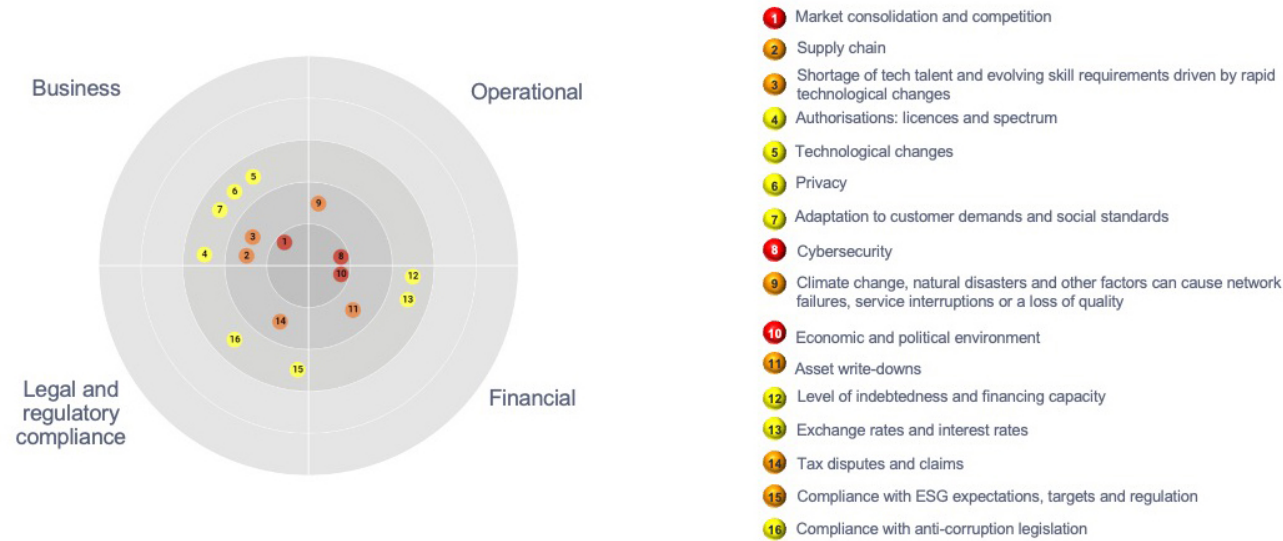 Business
Operational
5
6
7
9
3
1
4
2
8
10
12
13
11
14
16
15
Legal and
regulatory
compliance
Financial
1 Market consolidation and competition
2 Supply chain
3 Shortage of tech talent and evolving skill requirements driven by rapid
technological changes
4 Authorisations: licences and spectrum
5 Technological changes
6 Privacy
7 Adaptation to customer demands and social standards
8 Cybersecurity
9 Climate change, natural disasters and other factors can cause network
failures, service interruptions or a loss of quality
10 Economic and political environment
11 Asset write-downs
12 Level of indebtedness and financing capacity
13 Exchange rates and interest rates
14 Tax disputes and claims
15 Compliance with ESG expectations, targets and regulation
16 Compliance with anti-corruption legislation